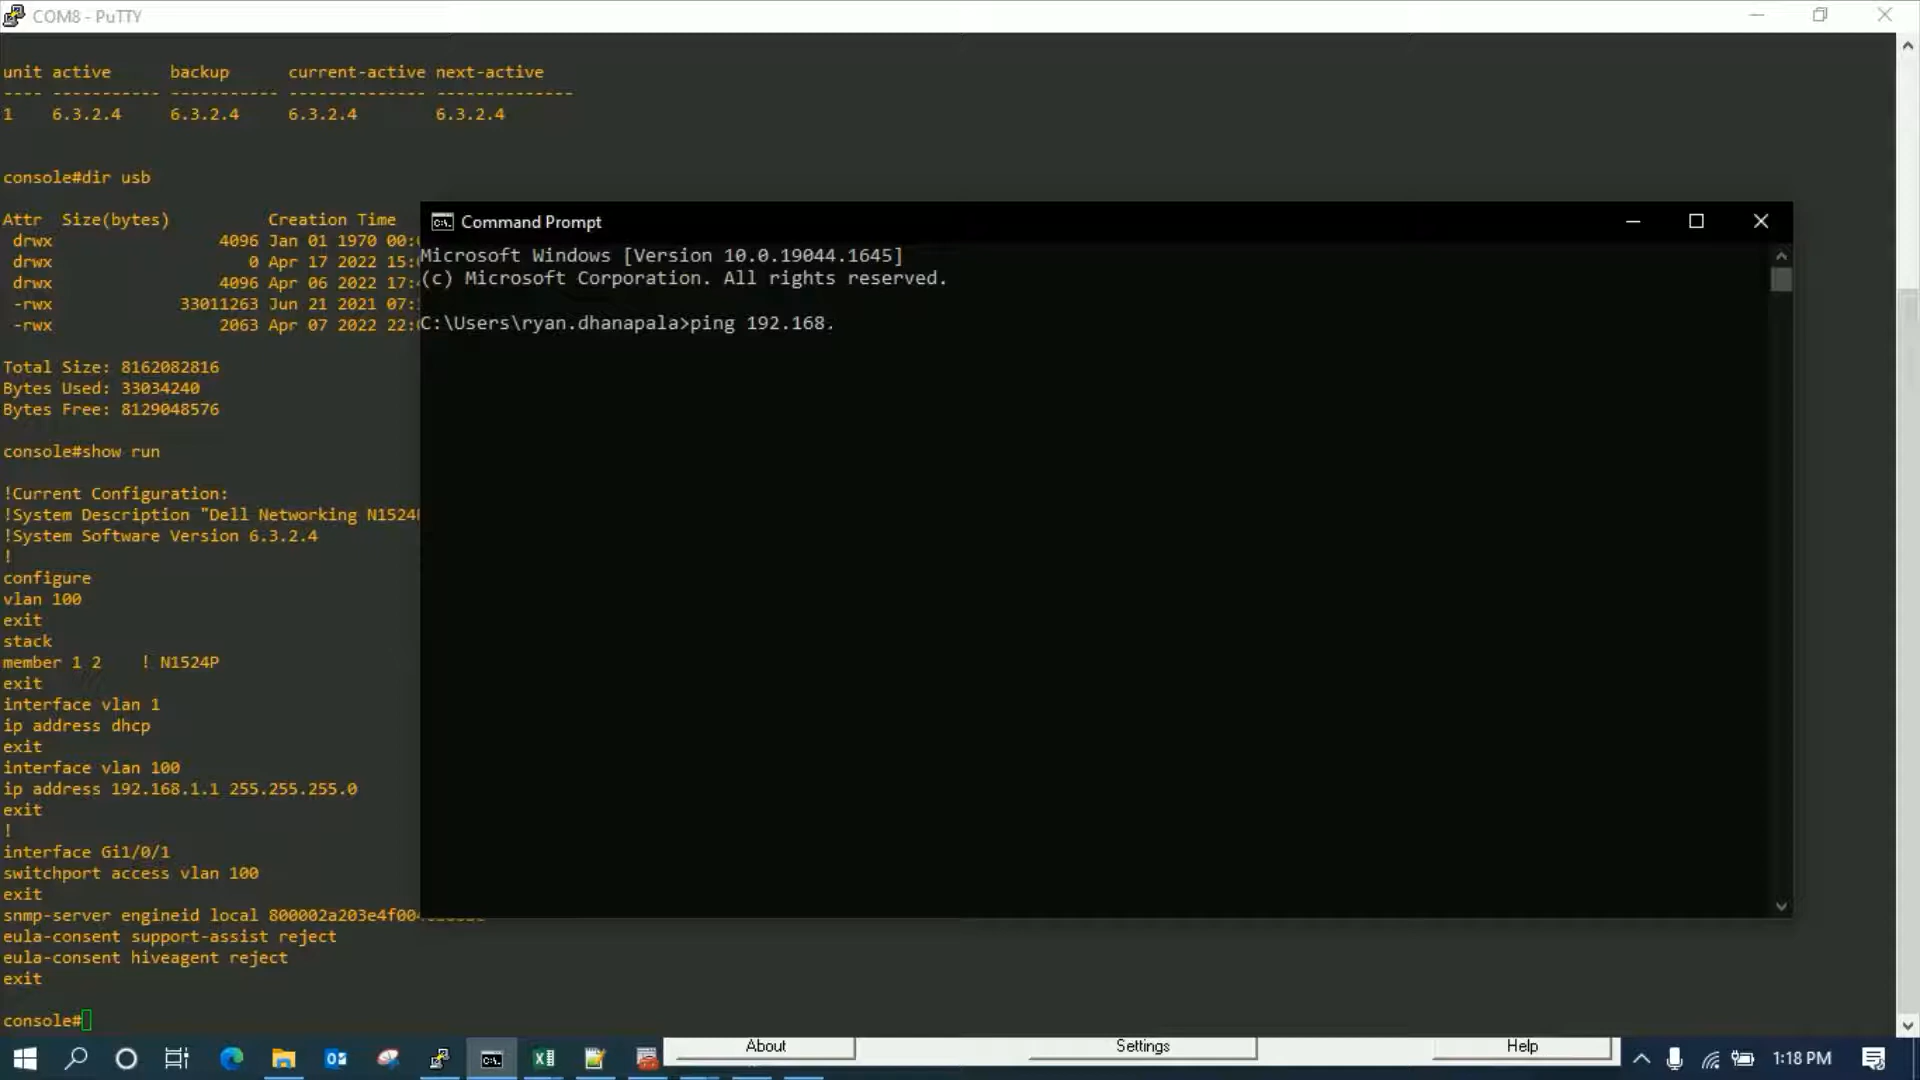 COM8 - PuTTY
unit active      backup      current-active next-active
---- ----------- ----------- -------------- --------------
1    6.3.2.4     6.3.2.4     6.3.2.4        6.3.2.4
console#dir usb
Attr  Size(bytes)          Creation Time
drwx                 4096 Jan 01 1970 00:
drwx                    0 Apr 17 2022 15:
drwx                 4096 Apr 06 2022 17:
-rwx             33011263 Jun 21 2021 07:
-rwx                 2063 Apr 07 2022 22:
Total Size: 8162082816
Bytes Used: 33034240
Bytes Free: 8129048576
console#show run
!Current Configuration:
!System Description "Dell Networking N1524
!System Software Version 6.3.2.4
!
configure
vlan 100
exit
stack
member 1 2    ! N1524P
exit
interface vlan 1
ip address dhcp
exit
interface vlan 100
ip address 192.168.1.1 255.255.255.0
exit
!
interface Gi1/0/1
switchport access vlan 100
exit
snmp-server engineid local 800002a203e4f00
eula-consent support-assist reject
eula-consent hiveagent reject
exit
console#
Command Prompt
Microsoft Windows [Version 10.0.19044.1645]
(c) Microsoft Corporation. All rights reserved.
C:\Users\ryan.dhanapala>ping 192.168.
About
Settings
Help
1:18 PM